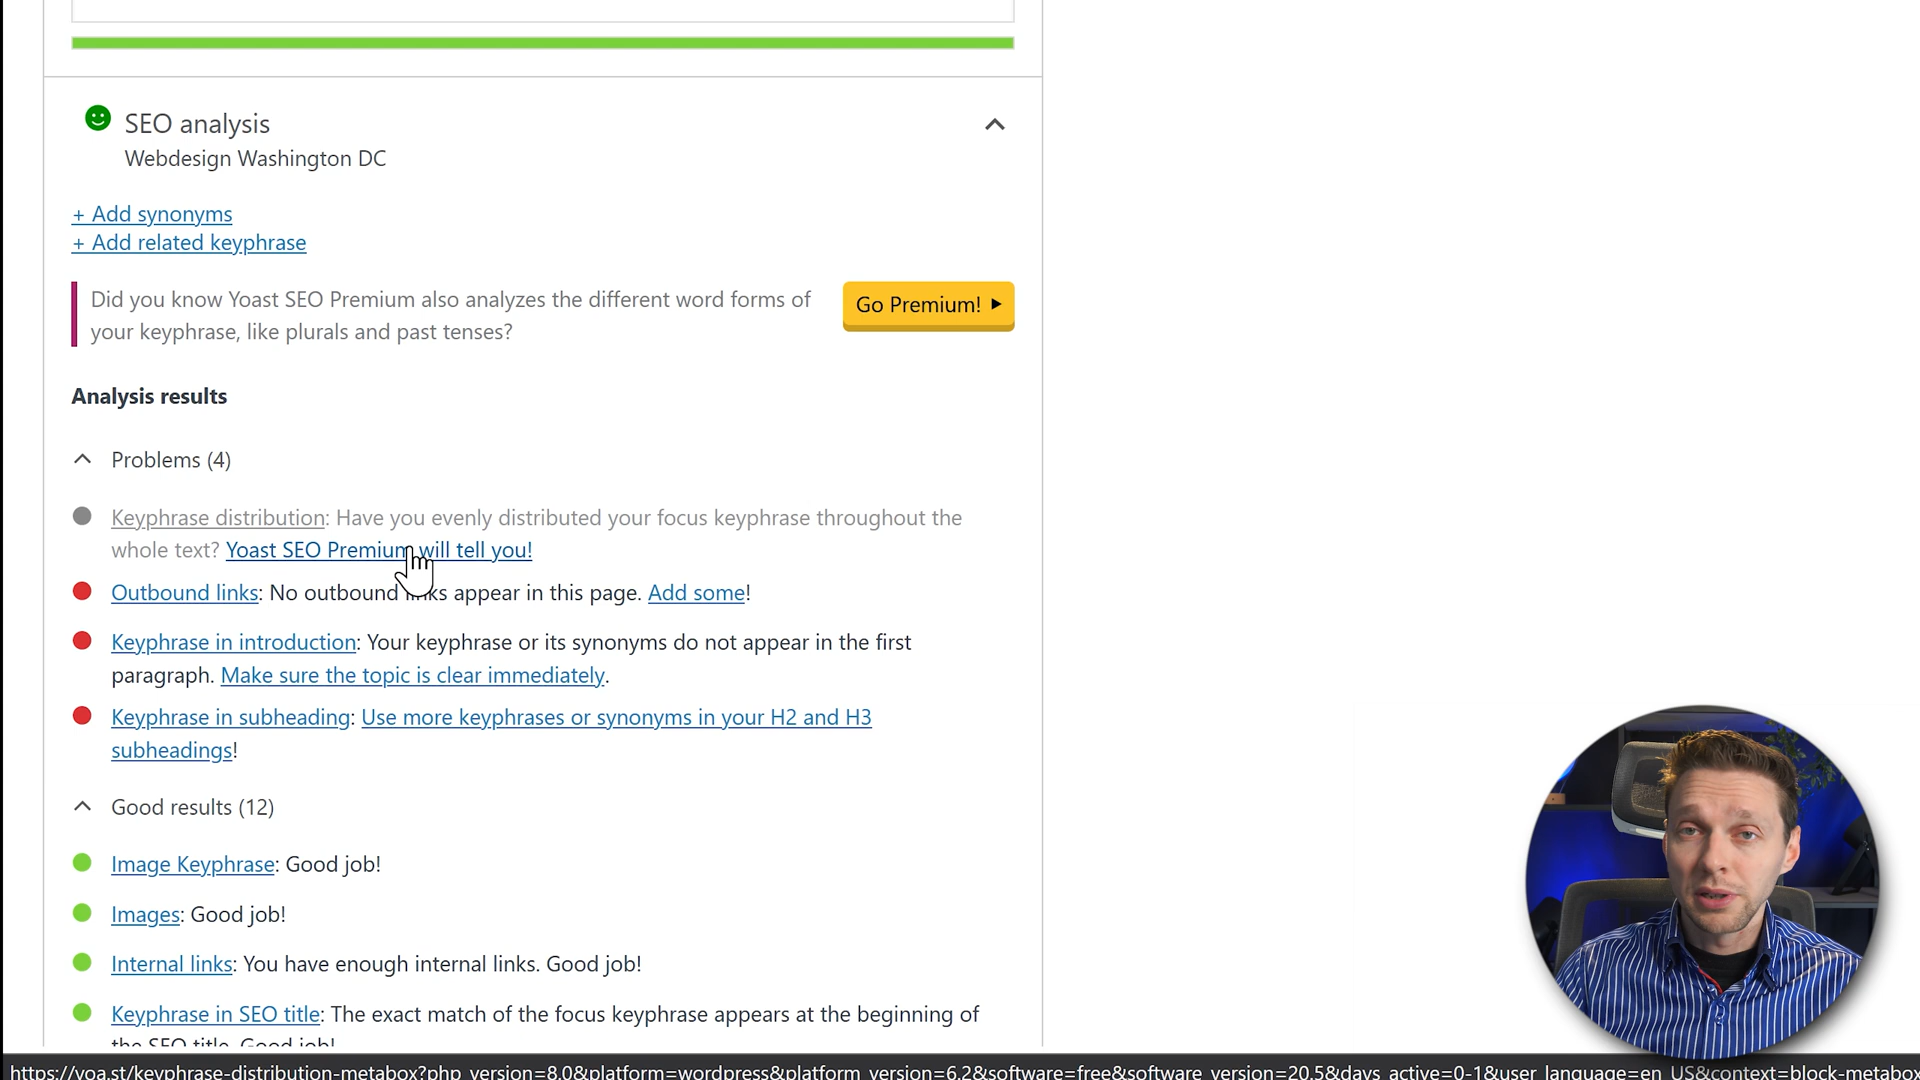 SEO analysis
Webdesign Washington DC
+ Add synonyms
+ Add related keyphrase
Did you know Yoast SEO Premium also analyzes the different word forms of
your keyphrase, like plurals and past tenses?
Go Premium!
Analysis results
Problems (4)
Keyphrase distribution: Have you evenly distributed your focus keyphrase throughout the
whole text? Yoast SEO Premium will tell you!
Outbound links: No outbound links appear in this page. Add some!
Keyphrase in introduction: Your keyphrase or its synonyms do not appear in the first
paragraph. Make sure the topic is clear immediately.
Keyphrase in subheading: Use more keyphrases or synonyms in your H2 and H3
subheadings!
Good results (12)
Image Keyphrase: Good job!
Images: Good job!
Internal links: You have enough internal links. Good job!
Keyphrase in SEO title: The exact match of the focus keyphrase appears at the beginning of
the SEO title. Good job!
https://yoa.st/keyphrase-distribution-metabox?php_version=8.0&platform=wordpress&platform_version=6.2&software=free&software_version=20.5&days_active=0-1&user_language=en_US&context=block-metabox